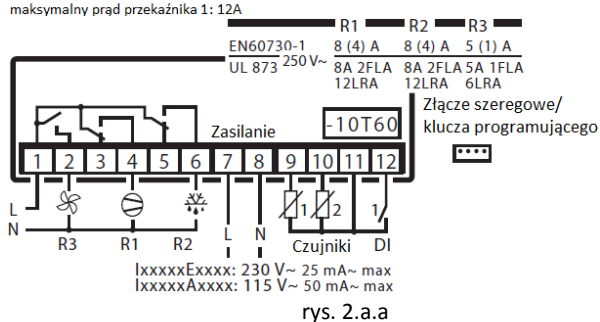 maksymalny prąd przekaźnika 1: 12A
R1 R2 R3
EN60730-1 250 V~ 8 (4) A 8 (4) A 5 (1) A
UL 873 8A 2FLA 8A 2FLA 5A 1FLA
12LRA 12LRA 6LRA
Złącze szeregowe/
klucza programującego
Zasilanie -10T60
1 2 3 4 5 6 7 8 9 10 11 12
L
N
1 2 1
R3 R1 R2 L N Czujniki DI
IxxxxxExxxx: 230 V~ 25 mA~ max
IxxxxxAxxxx: 115 V~ 50 mA~ max
rys. 2.a.a